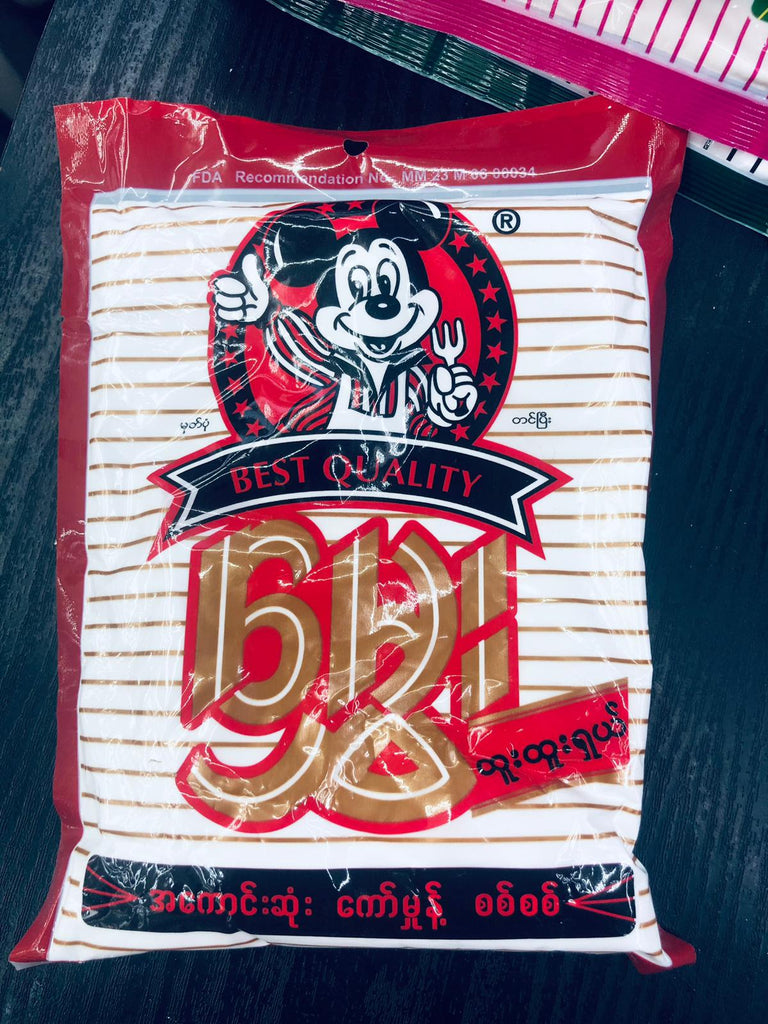 FDA Recommendation No. MM 23 M 06 00034
®
မှတ်ပုံ တင်ပြီး
BEST QUALITY
ထူးထူးရှယ်
အကောင်းဆုံး ကော်မှုန့် စစ်စစ်